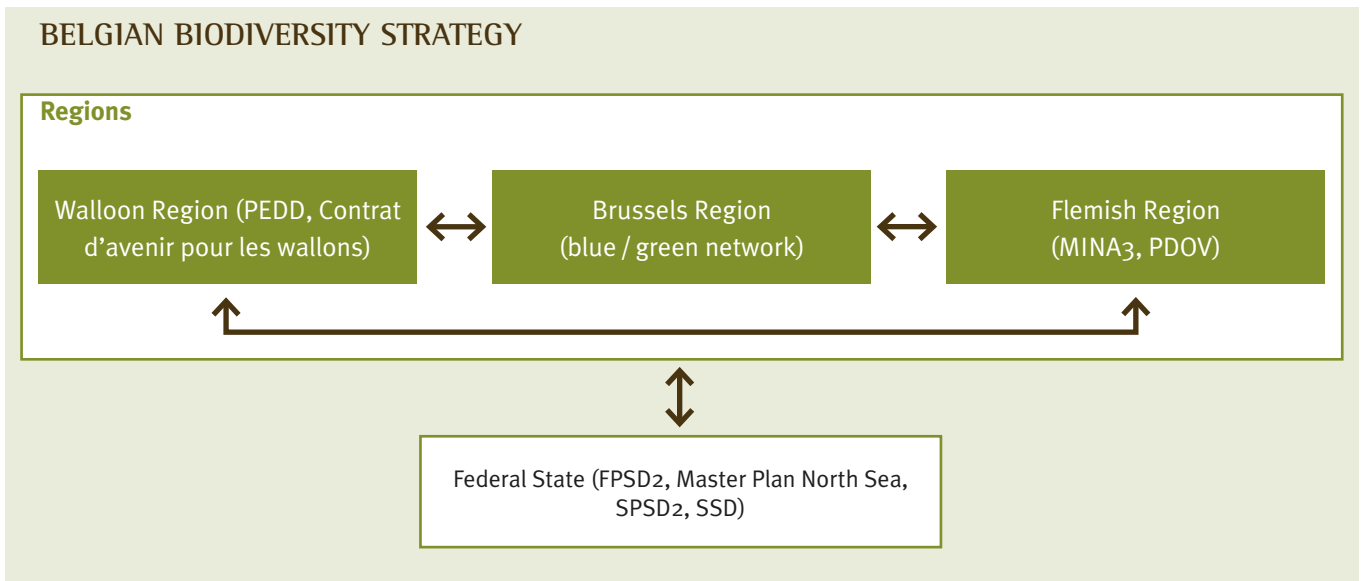 BELGIAN BIODIVERSITY STRATEGY
Regions
Walloon Region (PEDD, Contrat
d’avenir pour les wallons)
Brussels Region
(blue / green network)
Flemish Region
(MINA3, PDOV)
Federal State (FPSD2, Master Plan North Sea,
SPSD2, SSD)